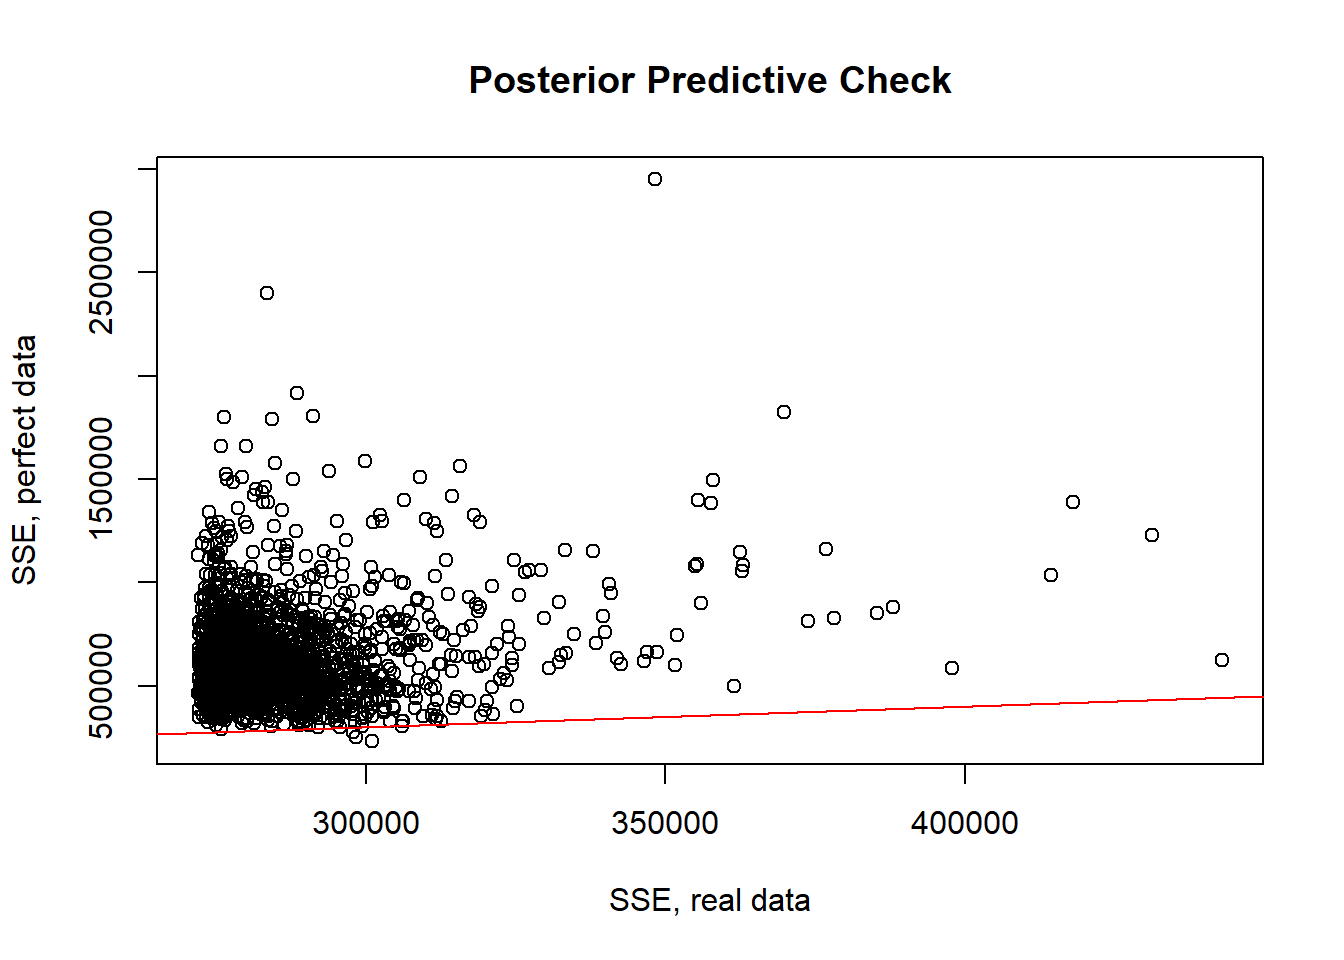 Posterior Predictive Check
SSE, perfect data
2500000
1500000
500000
300000 350000 400000
SSE, real data